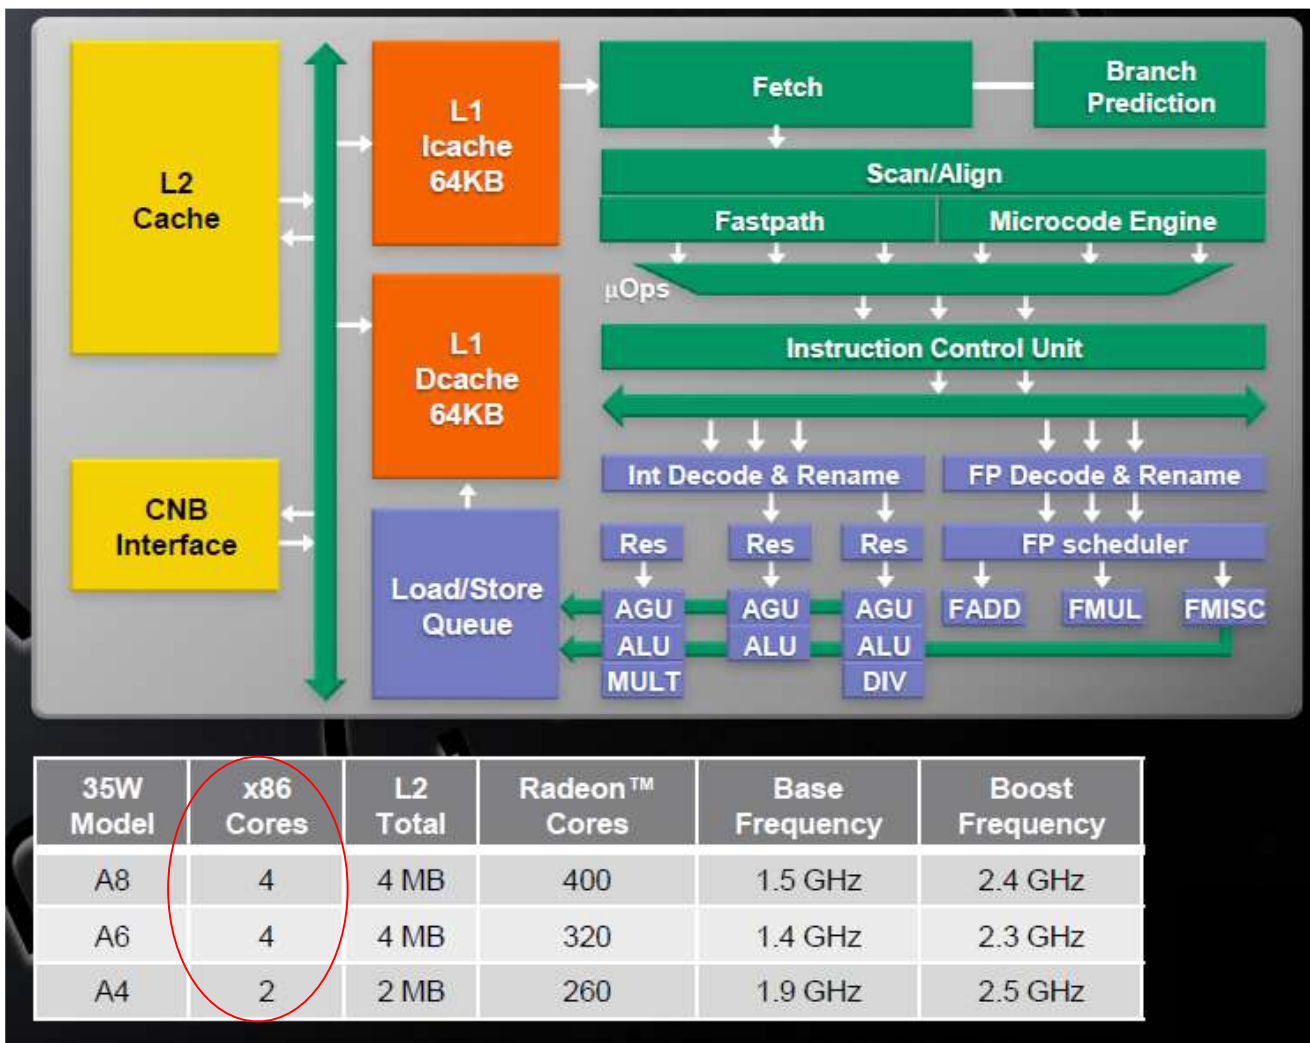 L2
Cache
CNB
Interface
L1
Icache
64KB
L1
Dcache
64KB
Load/Store
Queue
Fetch
Branch
Prediction
Scan/Align
Fastpath
Microcode Engine
µOps
Instruction Control Unit
Int Decode & Rename
FP Decode & Rename
Res
Res
Res
FP scheduler
AGU
AGU
AGU
FADD
FMUL
FMISC
ALU
ALU
ALU
MULT
DIV
35W Model x86 Cores L2 Total Radeon™ Cores Base Frequency Boost Frequency
A8 4 4 MB 400 1.5 GHz 2.4 GHz
A6 4 4 MB 320 1.4 GHz 2.3 GHz
A4 2 2 MB 260 1.9 GHz 2.5 GHz